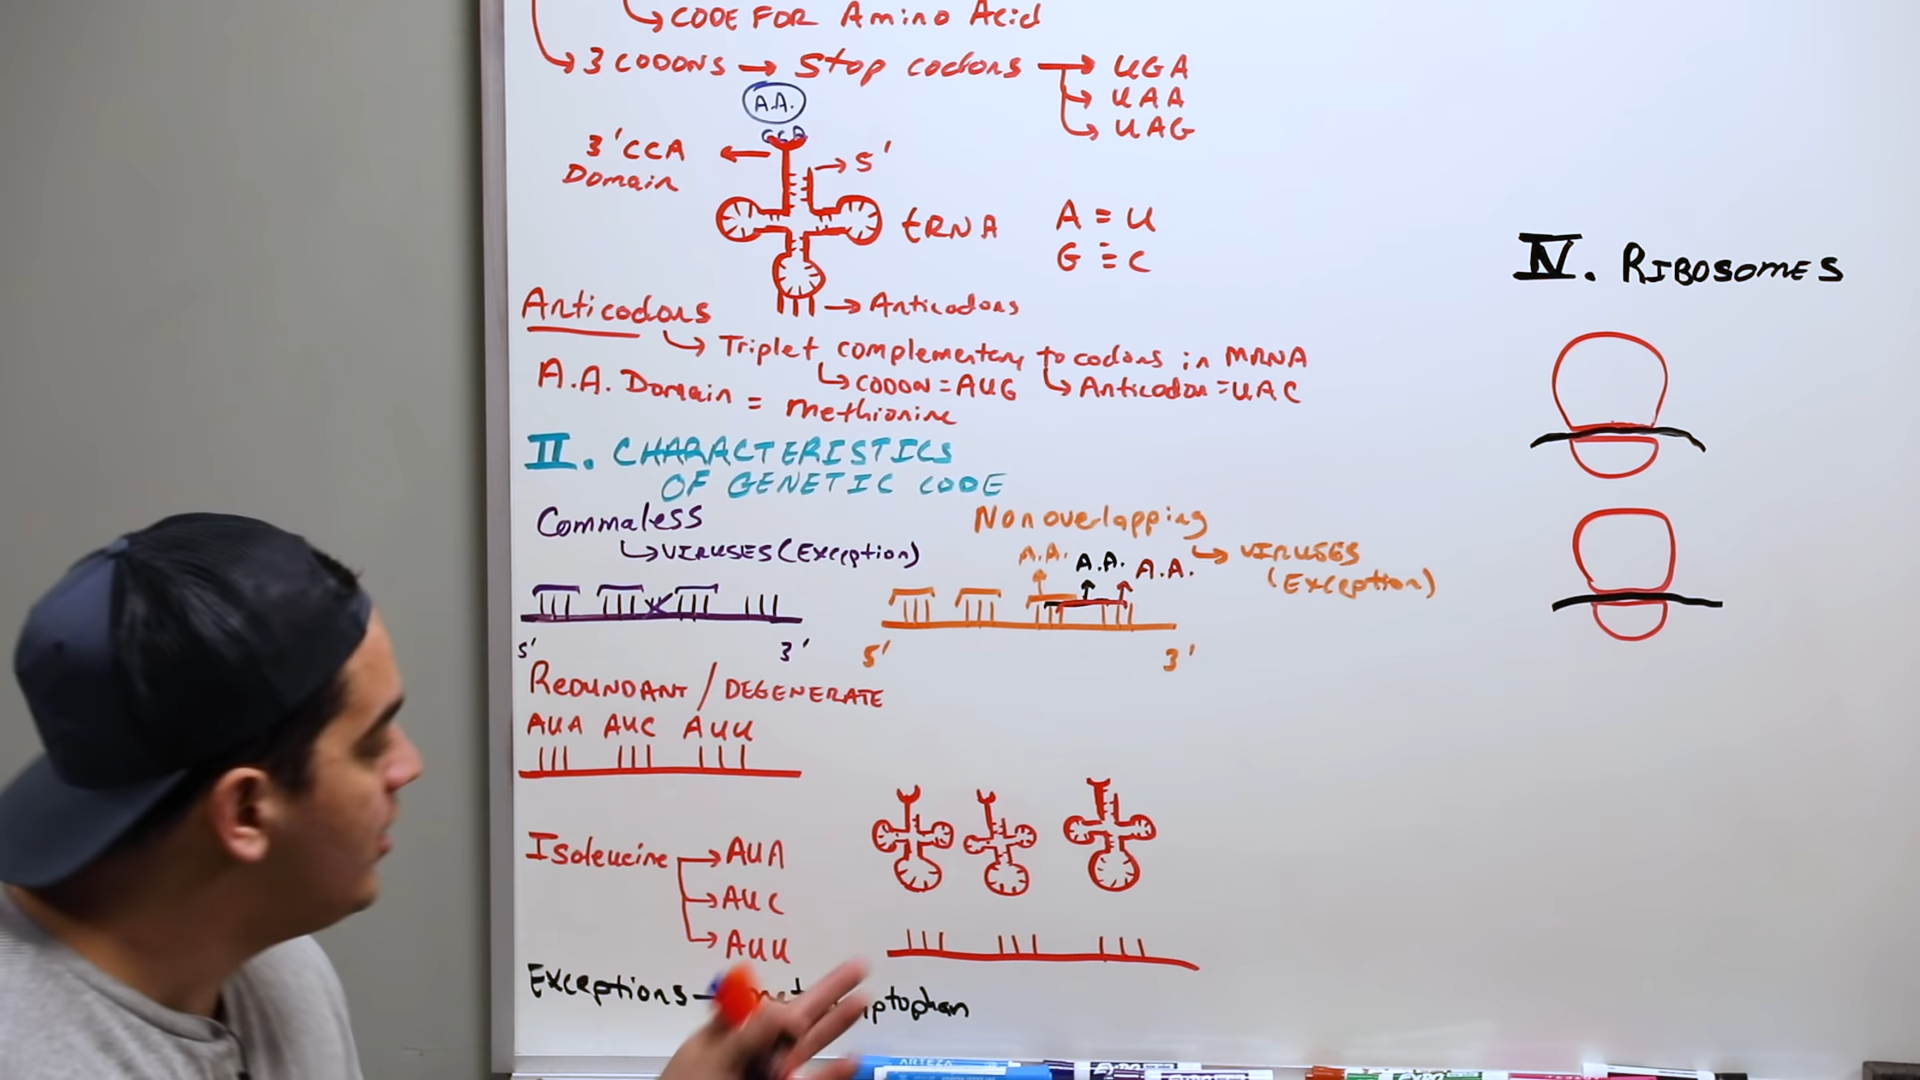 CODE FOR Amino Acid
3 CODONS → Stop codons → UGA
UAA
UAG
A.A.
CCA
3' CCA
Domain
5'
tRNA
A = U
G ≡ C
Anticodons
Anticodons
Triplet complementary to codons in MRNA
CODON = AUG
Anticodon = UAC
A.A. Domain = Methionine
II. CHARACTERISTICS
OF GENETIC CODE
Commaless
VIRUSES (Exception)
5' 3'
Nonoverlapping
VIRUSES
(Exception)
A.A. A.A. A.A.
5' 3'
REDUNDANT / DEGENERATE
AUA AUC AUU
Isoleucine → AUA
AUC
AUU
Exceptions
IV. RIBOSOMES
ARTEZA
EXPO